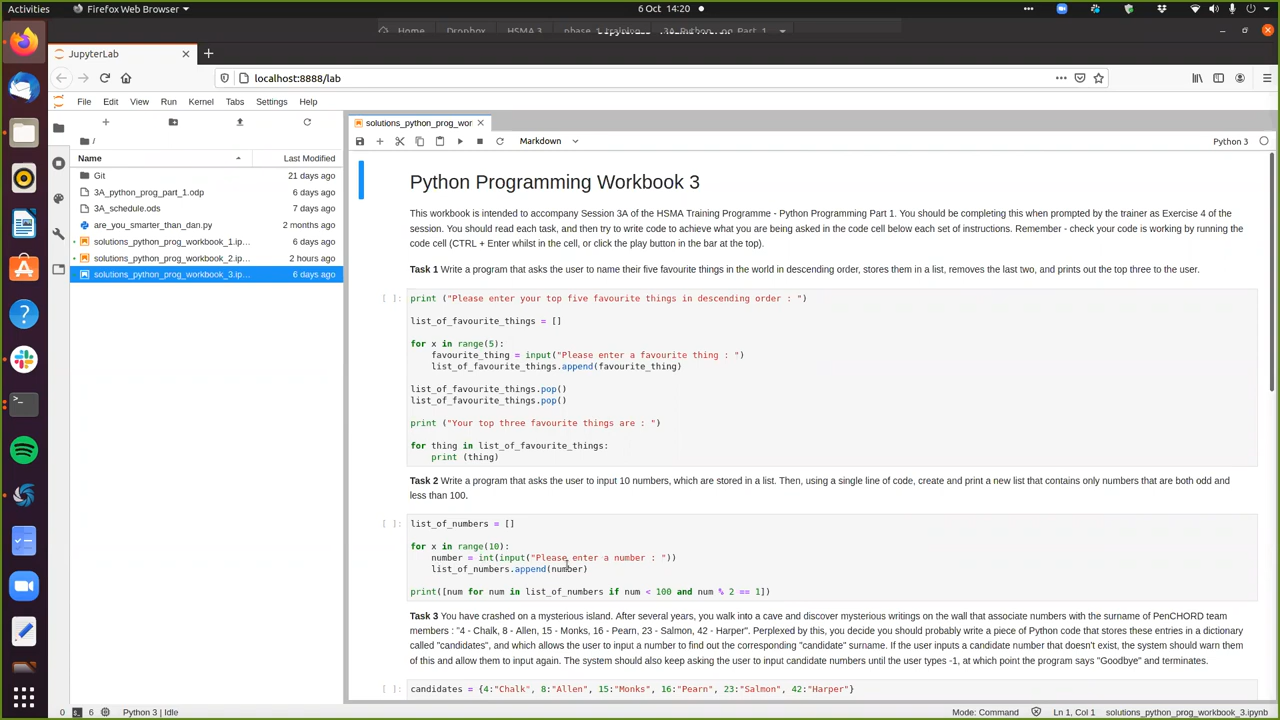 Activities
Firefox Web Browser
6 Oct 14:20
Home
Dropbox
HSMA 3
JupyterLab
localhost:8888/lab
File Edit View Run Kernel Tabs Settings Help
/
Name Last Modified
Git 21 days ago
3A_python_prog_part_1.odp 6 days ago
3A_schedule.ods 7 days ago
are_you_smarter_than_dan.py 2 months ago
solutions_python_prog_workbook_1.ip... 6 days ago
solutions_python_prog_workbook_2.ip... 2 hours ago
solutions_python_prog_workbook_3.ip... 6 days ago
solutions_python_prog_wor
Markdown
Python 3
Python Programming Workbook 3
This workbook is intended to accompany Session 3A of the HSMA Training Programme - Python Programming Part 1. You should be completing this when prompted by the trainer as Exercise 4 of the
session. You should read each task, and then try to write code to achieve what you are being asked in the code cell below each set of instructions. Remember - check your code is working by running the
code cell (CTRL + Enter whilst in the cell, or click the play button in the bar at the top).
Task 1 Write a program that asks the user to name their five favourite things in the world in descending order, stores them in a list, removes the last two, and prints out the top three to the user.
[ ]: print ("Please enter your top five favourite things in descending order : ")
list_of_favourite_things = []
for x in range(5):
favourite_thing = input("Please enter a favourite thing : ")
list_of_favourite_things.append(favourite_thing)
list_of_favourite_things.pop()
list_of_favourite_things.pop()
print ("Your top three favourite things are : ")
for thing in list_of_favourite_things:
print (thing)
Task 2 Write a program that asks the user to input 10 numbers, which are stored in a list. Then, using a single line of code, create and print a new list that contains only numbers that are both odd and
less than 100.
[ ]: list_of_numbers = []
for x in range(10):
number = int(input("Please enter a number : "))
list_of_numbers.append(number)
print([num for num in list_of_numbers if num < 100 and num % 2 == 1])
Task 3 You have crashed on a mysterious island. After several years, you walk into a cave and discover mysterious writings on the wall that associate numbers with the surname of PenCHORD team
members : "4 - Chalk, 8 - Allen, 15 - Monks, 16 - Pearn, 23 - Salmon, 42 - Harper". Perplexed by this, you decide you should probably write a piece of Python code that stores these entries in a dictionary
called "candidates", and which allows the user to input a number to find out the corresponding "candidate" surname. If the user inputs a candidate number that doesn't exist, the system should warn them
of this and allow them to input again. The system should also keep asking the user to input candidate numbers until the user types -1, at which point the program says "Goodbye" and terminates.
[ ]: candidates = {4:"Chalk", 8:"Allen", 15:"Monks", 16:"Pearn", 23:"Salmon", 42:"Harper"}
0 6 Python 3 | Idle
Mode: Command
Ln 1, Col 1
solutions_python_prog_workbook_3.ipynb